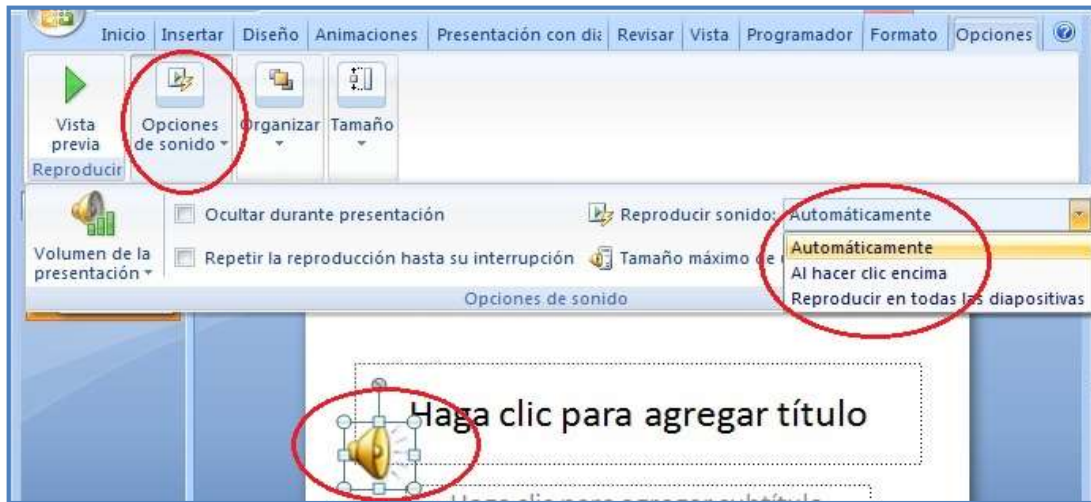 Inicio Insertar Diseño Animaciones Presentación con dia Revisar Vista Programador Formato Opciones
Vista previa
Opciones de sonido
Organizar
Tamaño
Reproducir
Volumen de la presentación
Ocultar durante presentación
Repetir la reproducción hasta su interrupción
Reproducir sonido: Automáticamente
Tamaño máximo de
Automáticamente
Al hacer clic encima
Reproducir en todas las diapositivas
Opciones de sonido
Haga clic para agregar título
Haga clic para agregar subtítulo